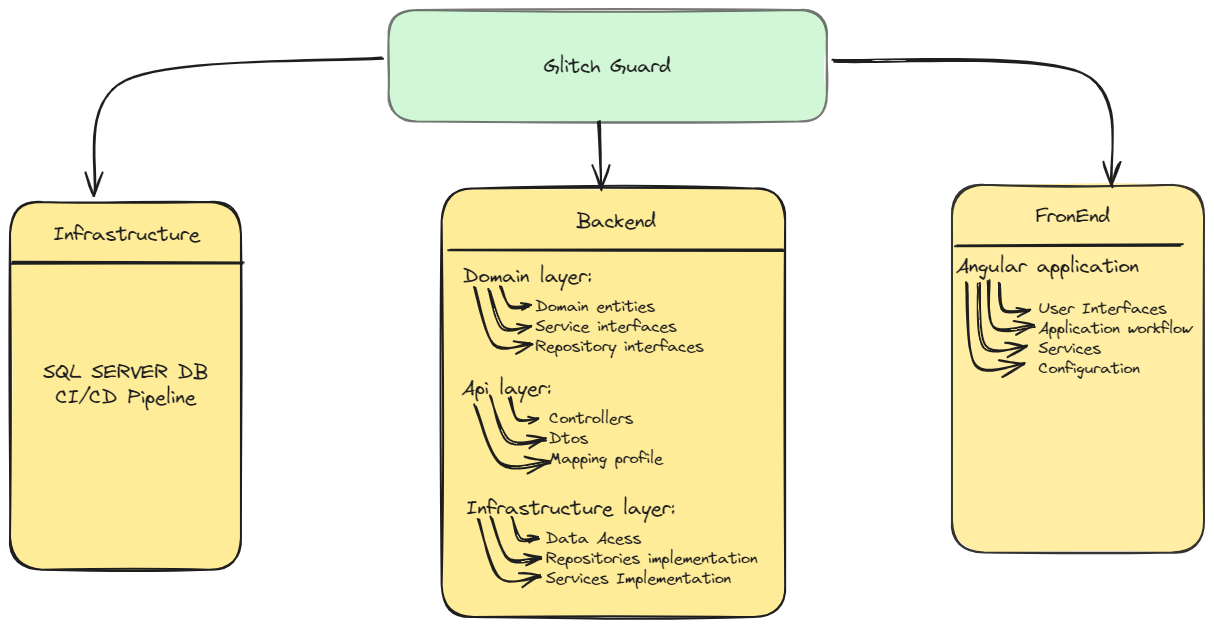 Glitch Guard
Infrastructure
SQL SERVER DB
CI/CD Pipeline
Backend
Domain layer:
Domain entities
Service interfaces
Repository interfaces
Api layer:
Controllers
Dtos
Mapping profile
Infrastructure layer:
Data Acess
Repositories implementation
Services Implementation
FronEnd
Angular application
User Interfaces
Application workflow
Services
Configuration